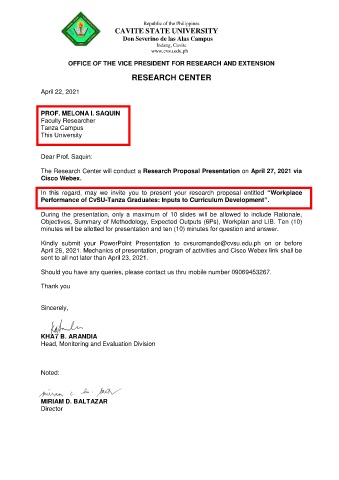 Republic of the Philippines
CAVITE STATE UNIVERSITY
Don Severino de las Alas Campus
Indang, Cavite
www.cvsu.edu.ph
OFFICE OF THE VICE PRESIDENT FOR RESEARCH AND EXTENSION
RESEARCH CENTER
April 22, 2021
PROF. MELONA I. SAQUIN
Faculty Researcher
Tanza Campus
This University
Dear Prof. Saquin:
The Research Center will conduct a Research Proposal Presentation on April 27, 2021 via
Cisco Webex.
In this regard, may we invite you to present your research proposal entitled "Workplace
Performance of CvSU-Tanza Graduates: Inputs to Curriculum Development".
During the presentation, only a maximum of 10 slides will be allowed to include Rationale,
Objectives, Summary of Methodology, Expected Outputs (6Ps), Workplan and LIB. Ten (10)
minutes will be allotted for presentation and ten (10) minutes for question and answer.
Kindly submit your PowerPoint Presentation to cvsuromando@cvsu.edu.ph on or before
April 26, 2021. Mechanics of presentation, program of activities and Cisco Webex link shall be
sent to all not later than April 23, 2021.
Should you have any queries, please contact us thru mobile number 09069453267.
Thank you
Sincerely,
KHAY B. ARANDIA
Head, Monitoring and Evaluation Division
Noted:
MIRIAM D. BALTAZAR
Director